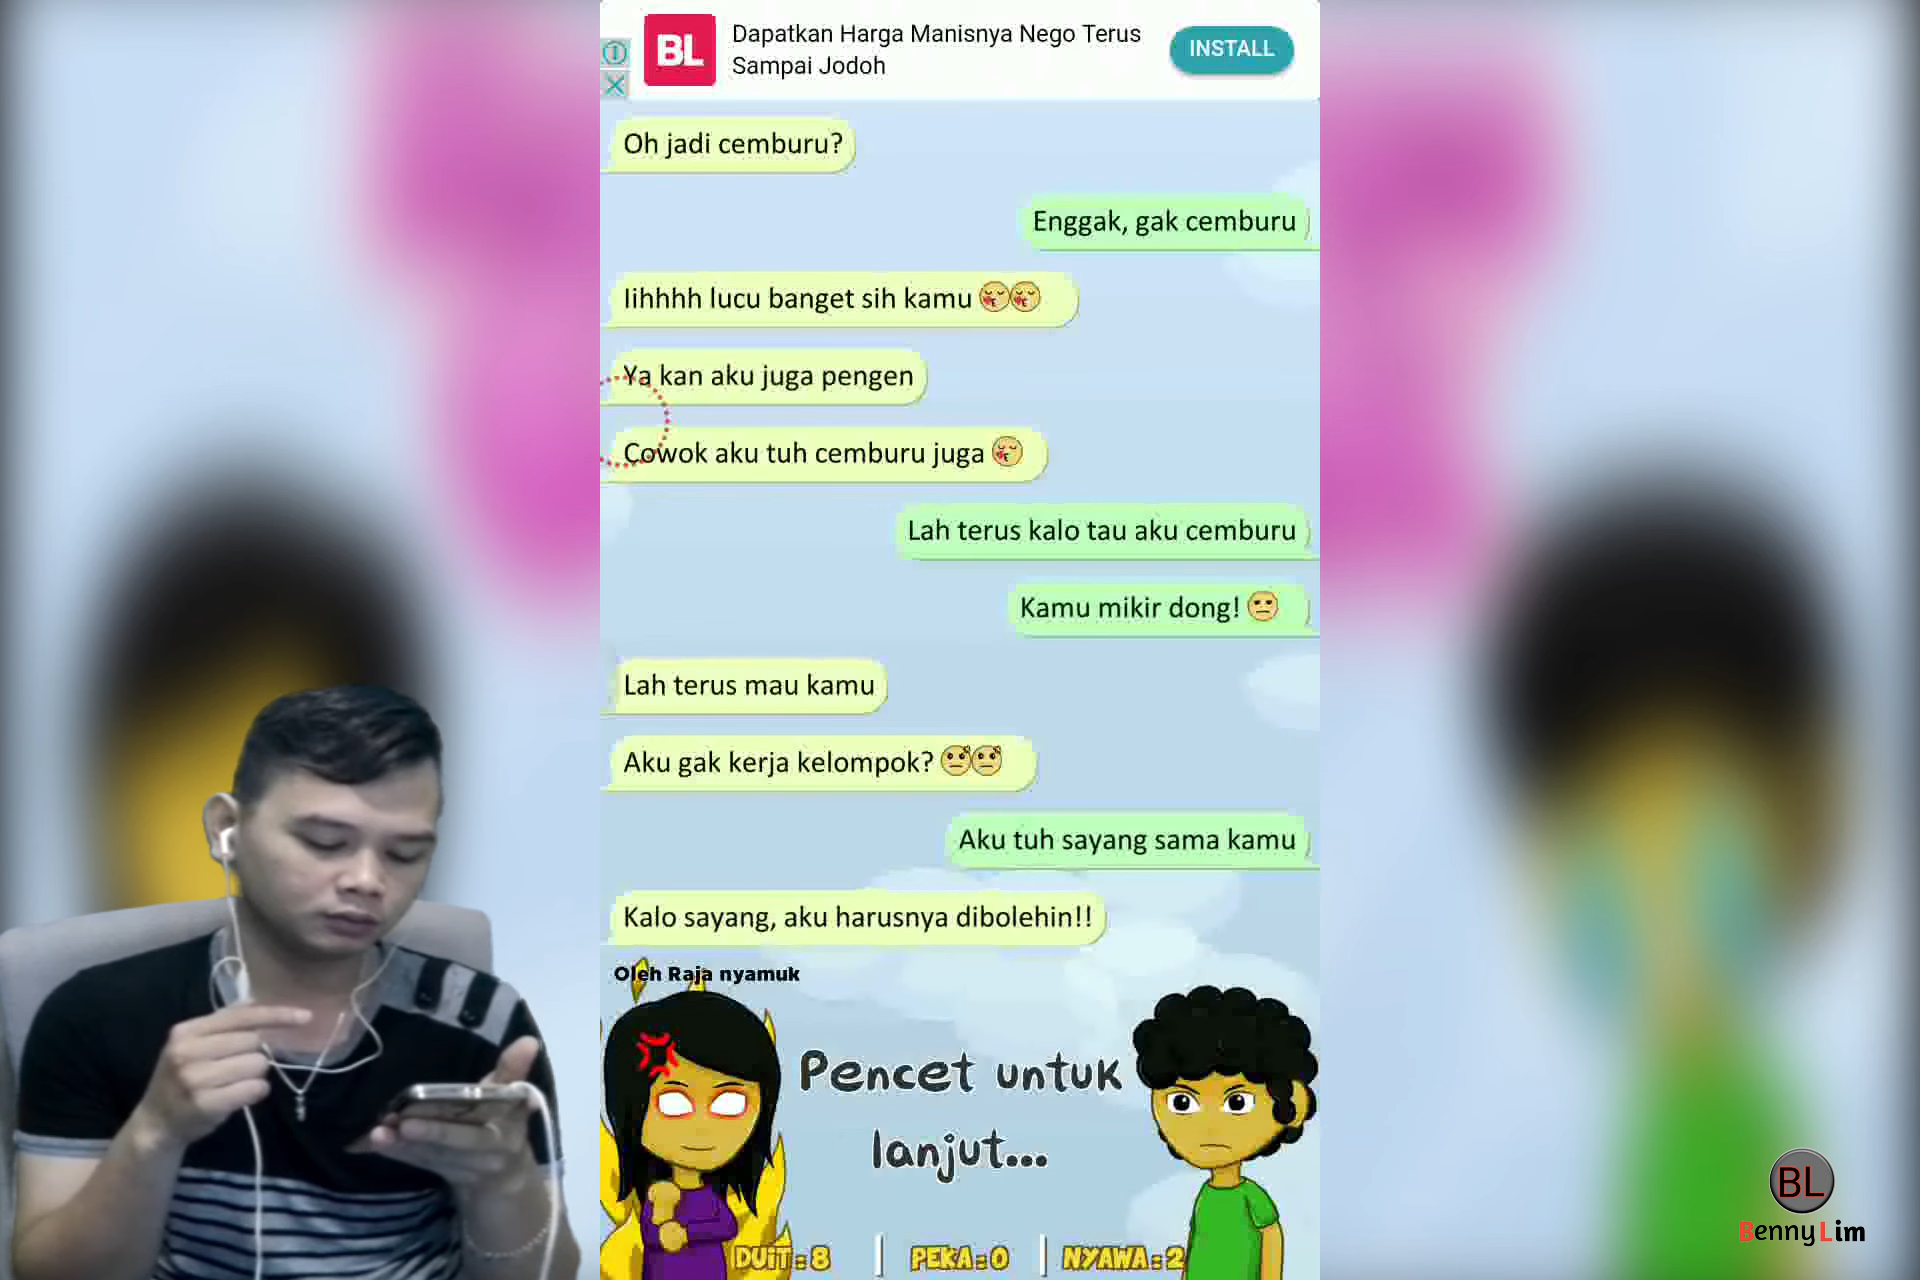 BL
Dapatkan Harga Manisnya Nego Terus
Sampai Jodoh
INSTALL
Oh jadi cemburu?
Enggak, gak cemburu
Iihhhh lucu banget sih kamu
Ya kan aku juga pengen
Cowok aku tuh cemburu juga
Lah terus kalo tau aku cemburu
Kamu mikir dong!
Lah terus mau kamu
Aku gak kerja kelompok?
Aku tuh sayang sama kamu
Kalo sayang, aku harusnya dibolehin!!
Oleh Raja nyamuk
Pencet untuk
lanjut...
DUIT : 8 | PEKA : 0 | NYAWA : 2
BL
Benny Lim